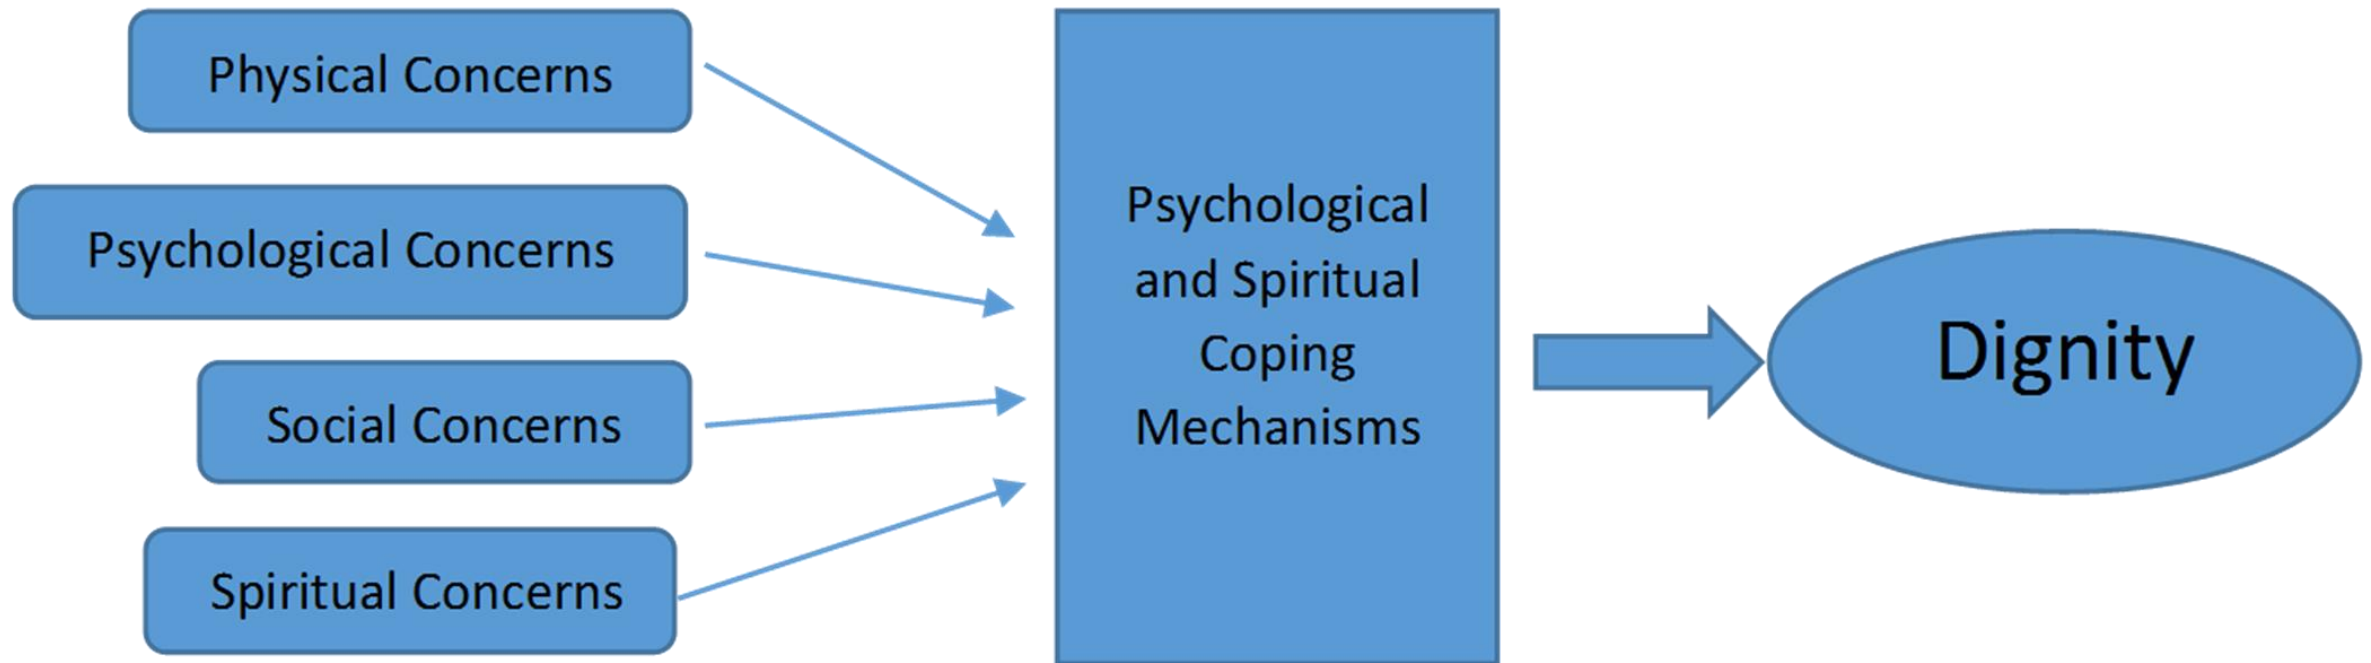 Physical Concerns
Psychological Concerns
Social Concerns
Spiritual Concerns
Psychological
and Spiritual
Coping
Mechanisms
Dignity